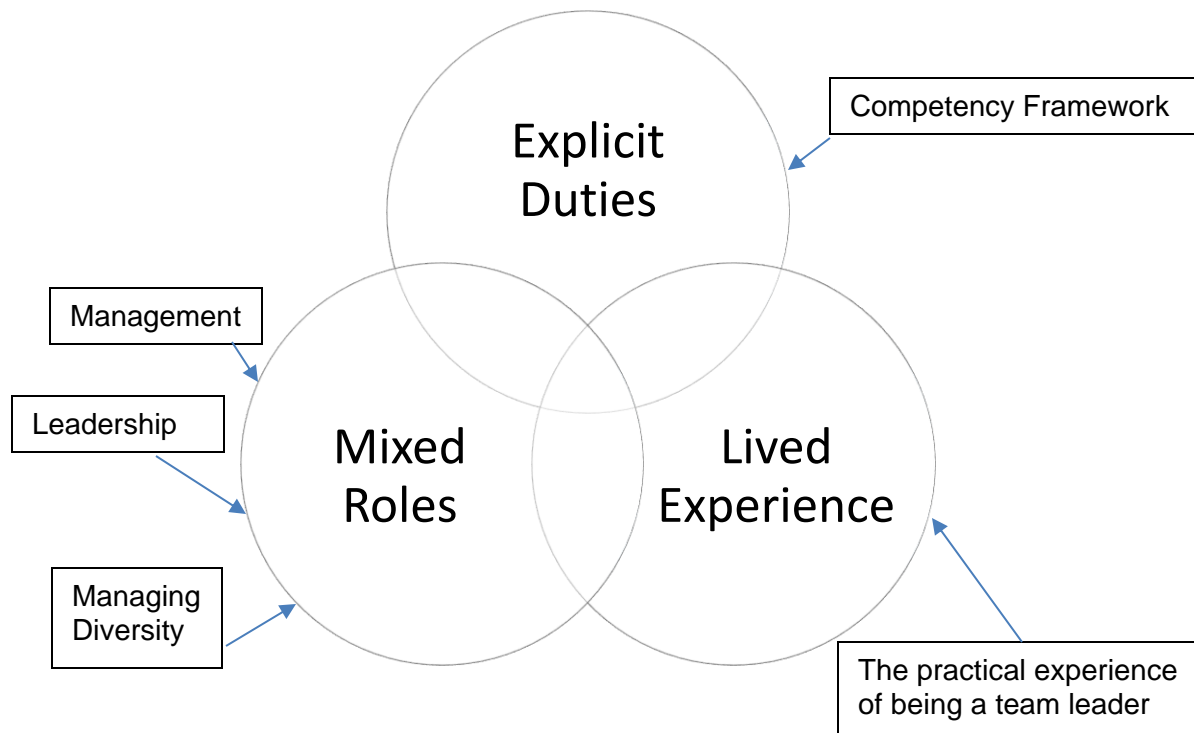 Explicit
Duties
Competency Framework
Management
Leadership
Mixed
Roles
Lived
Experience
Managing
Diversity
The practical experience
of being a team leader